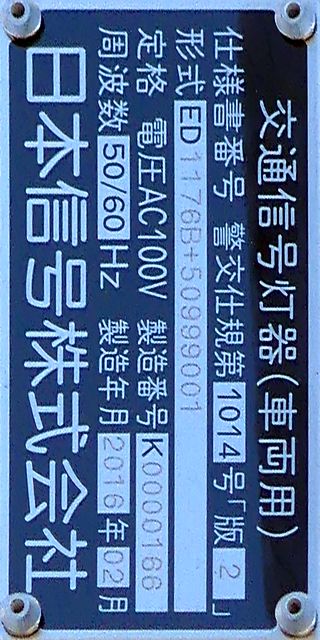 交通信号灯器(車両用)
仕様書番号 警交仕規第1014号「版2」
形式 ED1176B+50999001
定格 電圧AC100V 製造番号 K0000166
周波数 50/60 Hz 製造年月 2016年02月
日本信号株式会社